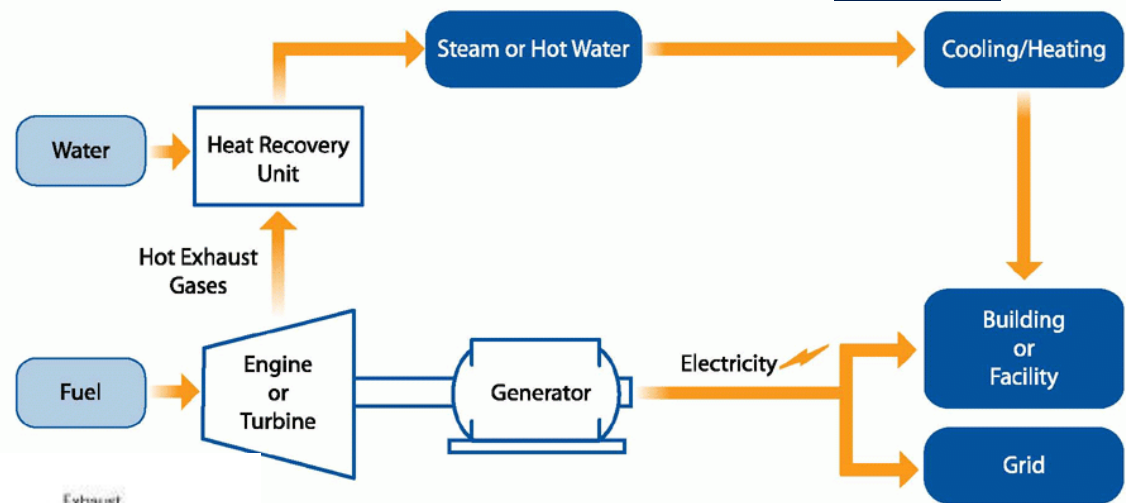 Steam or Hot Water
Cooling/Heating
Water
Heat Recovery
Unit
Hot Exhaust
Gases
Building
or
Facility
Electricity
Engine
or
Turbine
Generator
Fuel
Grid
Exhaust